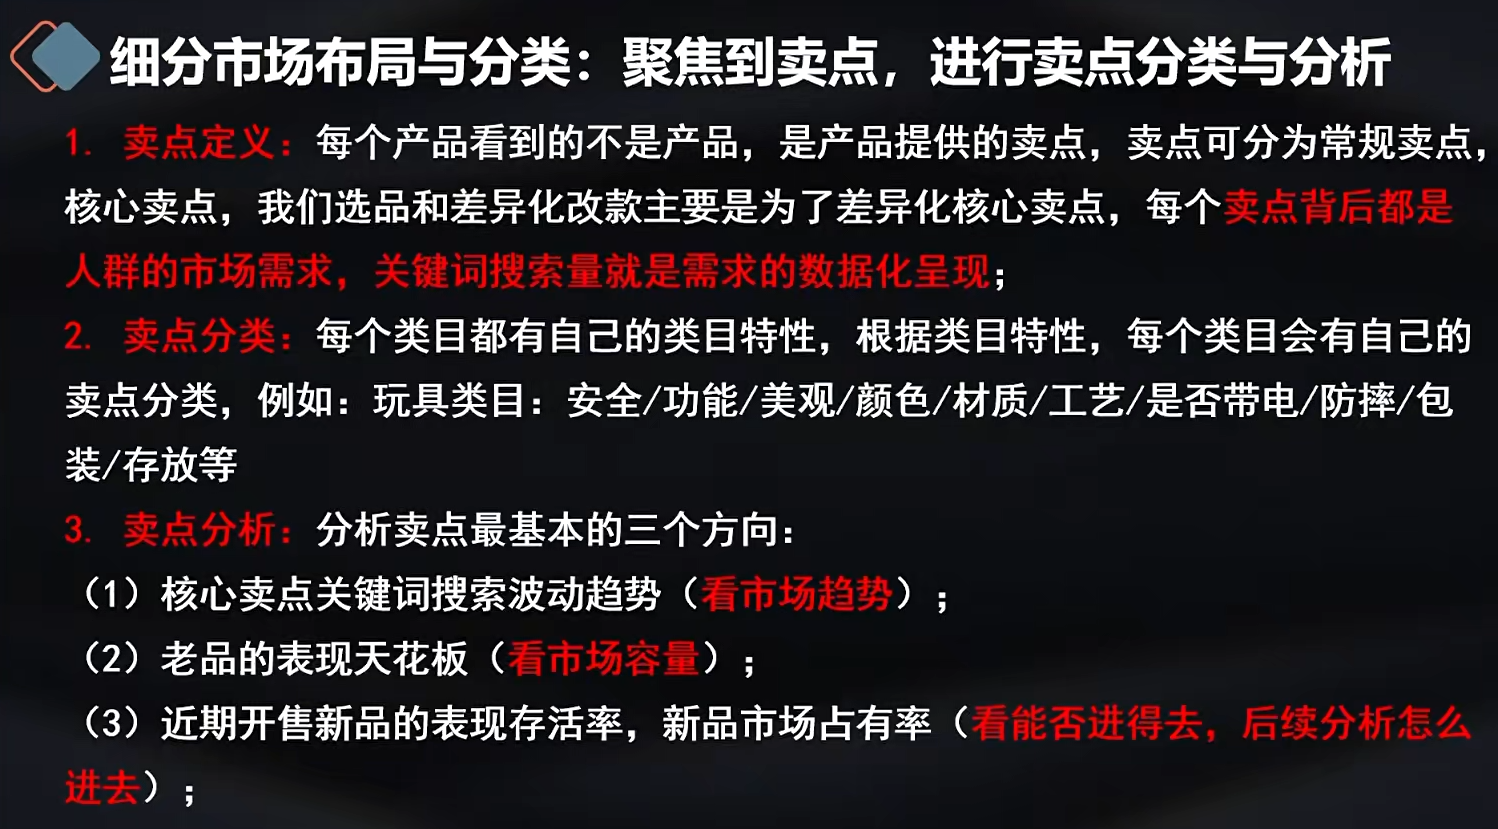 细分市场布局与分类：聚焦到卖点，进行卖点分类与分析
1. 卖点定义：每个产品看到的不是产品，是产品提供的卖点，卖点可分为常规卖点，
核心卖点，我们选品和差异化改款主要是为了差异化核心卖点，每个卖点背后都是
人群的市场需求，关键词搜索量就是需求的数据化呈现；
2. 卖点分类：每个类目都有自己的类目特性，根据类目特性，每个类目会有自己的
卖点分类，例如：玩具类目：安全/功能/美观/颜色/材质/工艺/是否带电/防摔/包
装/存放等
3. 卖点分析：分析卖点最基本的三个方向：
（1）核心卖点关键词搜索波动趋势（看市场趋势）；
（2）老品的表现天花板（看市场容量）；
（3）近期开售新品的表现存活率，新品市场占有率（看能否进得去，后续分析怎么
进去）；